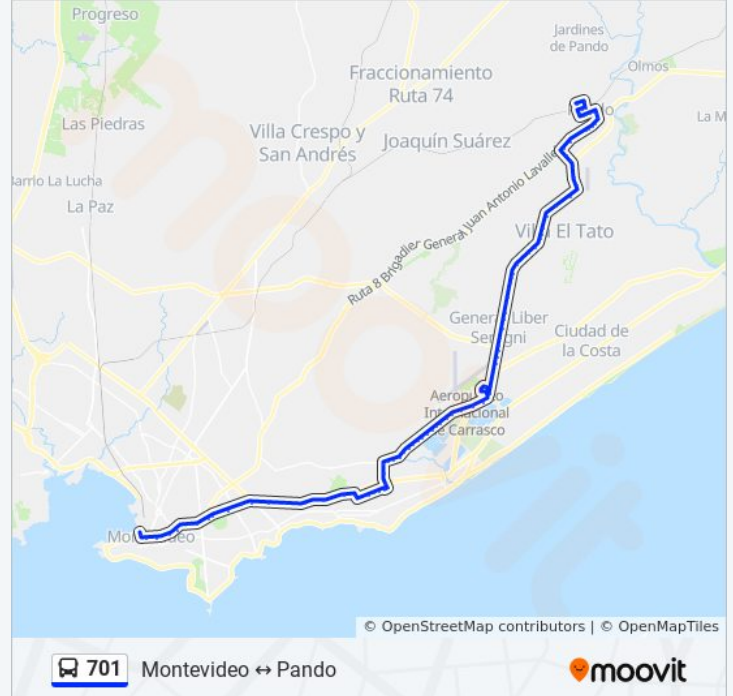 Progreso
Jardines
de Pando
Olmos
Fraccionamiento
Ruta 74
Las Piedras
Villa Crespo y
San Andrés
Joaquín Suárez
La M
Barrio La Lucha
La Paz
Ruta 8 Brigadier General Juan Antonio Lavalle
El Tato
General Liber
Seregni
Ciudad de
la Costa
Aeropuerto
Internacional
de Carrasco
Montevideo
© OpenStreetMap contributors | © OpenMapTiles
701 Montevideo ↔ Pando
moovit